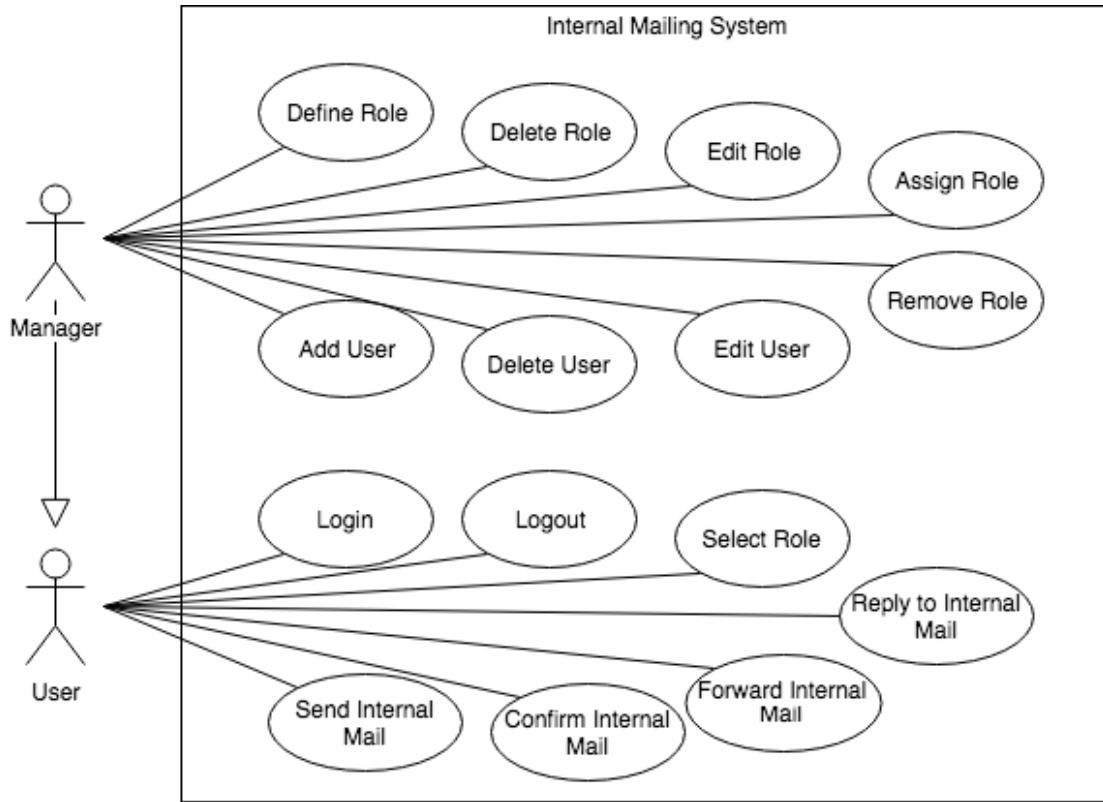 Internal Mailing System
Define Role
Delete Role
Edit Role
Assign Role
Manager
Remove Role
Add User
Delete User
Edit User
Login
Logout
Select Role
Reply to Internal
Mail
User
Send Internal
Mail
Confirm Internal
Mail
Forward Internal
Mail